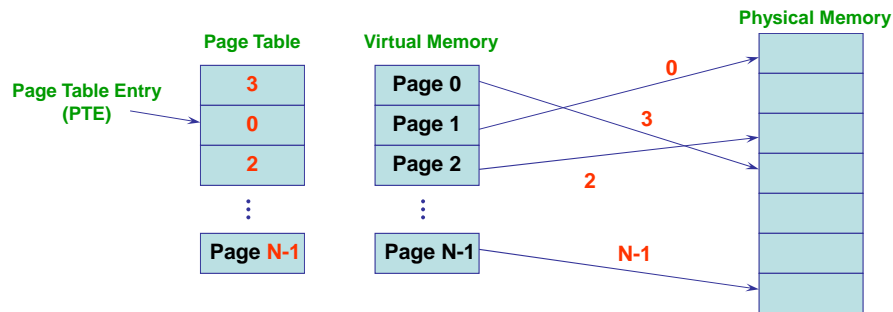 Physical Memory
Page Table
Virtual Memory
Page Table Entry
(PTE)
3
0
2
⋮
Page N-1
Page 0
Page 1
Page 2
⋮
Page N-1
0
3
2
N-1